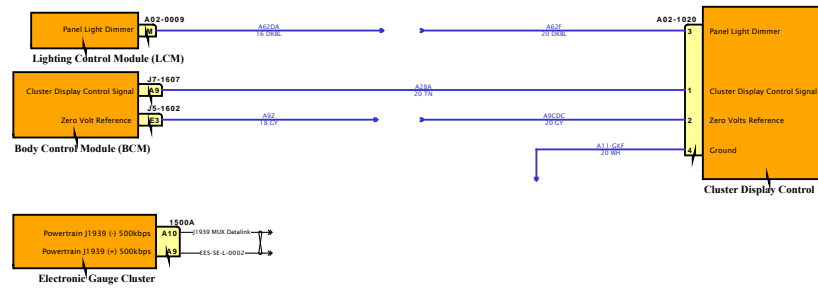 A02-0009
Panel Light Dimmer
M
A62DA
16 DKBL
A62F
20 DKBL
A02-1020
3
Panel Light Dimmer
Lighting Control Module (LCM)
J7-1607
Cluster Display Control Signal
A9
A28A
20 TN
1
Cluster Display Control Signal
J5-1602
Zero Volt Reference
E3
A9Z
18 GY
A9CDC
20 GY
2
Zero Volts Reference
Body Control Module (BCM)
A11-GKF
20 WH
4
Ground
Cluster Display Control
1500A
Powertrain J1939 (-) 500kbps
A10
J1939 MUX Datalink
Powertrain J1939 (+) 500kbps
A9
EES-SE-L-0002
Electronic Gauge Cluster